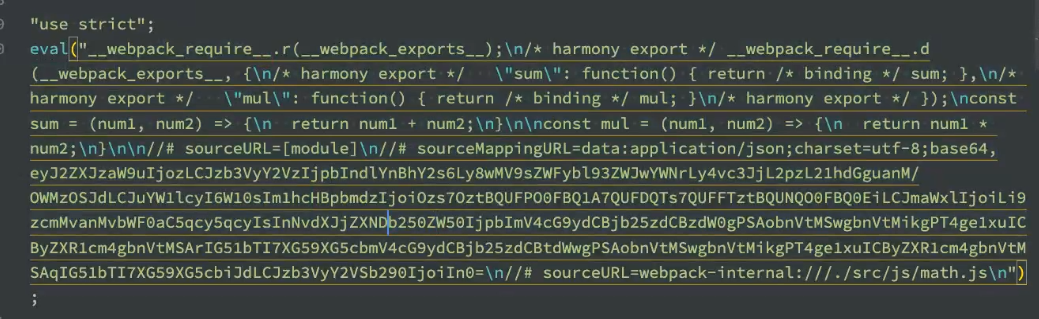 "use strict";
eval("__webpack_require__.r(__webpack_exports__);\n/* harmony export */ __webpack_require__.d
(__webpack_exports__, {\n/* harmony export */   \"sum\": function() { return /* binding */ sum; },\n/*
harmony export */   \"mul\": function() { return /* binding */ mul; }\n/* harmony export */ });\nconst
sum = (num1, num2) => {\n  return num1 + num2;\n}\n\nconst mul = (num1, num2) => {\n  return num1 *
num2;\n}\n\n//# sourceURL=[module]\n//# sourceMappingURL=data:application/json;charset=utf-8;base64,
eyJ2ZXJzaW9uIjozLCJzb3VyY2VzIjpbIndlYnBhY2s6Ly8wMV9sZWFybl93ZWJwYWNrLy4vc3JjL2pzL21hdGguanM/
OWMzOSJdLCJuYW1lcyI6W10sIm1hcHBpbmdzIjoiOzs7OztBQUFPO0FBQ1A7QUFDQTs7QUFFTztBQUNQO0FBQ0EiLCJmaWxlIjoiLi9
zcmMvanMvbWF0aC5qcy5qcyIsInNvdXJjZXNDb250ZW50IjpbImV4cG9ydCBjb25zdCBzdW0gPSAobnVtMSwgbnVtMikgPT4ge1xuIC
ByZXR1cm4gbnVtMSArIG51bTI7XG59XG5cbmV4cG9ydCBjb25zdCBtdWwgPSAobnVtMSwgbnVtMikgPT4ge1xuICByZXR1cm4gbnVtM
SAqIG51bTI7XG59XG5cbiJdLCJzb3VyY2VSb290IjoiIn0=\n//# sourceURL=webpack-internal:///./src/js/math.js\n")
;